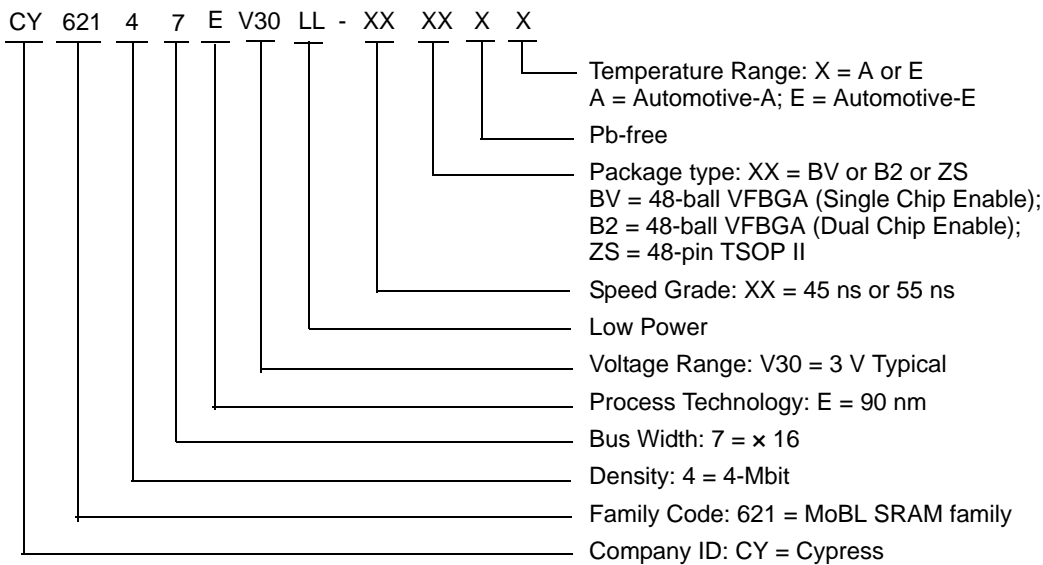 CY 621 4 7 E V30 LL - XX XX X X
Temperature Range: X = A or E
A = Automotive-A; E = Automotive-E
Pb-free
Package type: XX = BV or B2 or ZS
BV = 48-ball VFBGA (Single Chip Enable);
B2 = 48-ball VFBGA (Dual Chip Enable);
ZS = 48-pin TSOP II
Speed Grade: XX = 45 ns or 55 ns
Low Power
Voltage Range: V30 = 3 V Typical
Process Technology: E = 90 nm
Bus Width: 7 = × 16
Density: 4 = 4-Mbit
Family Code: 621 = MoBL SRAM family
Company ID: CY = Cypress